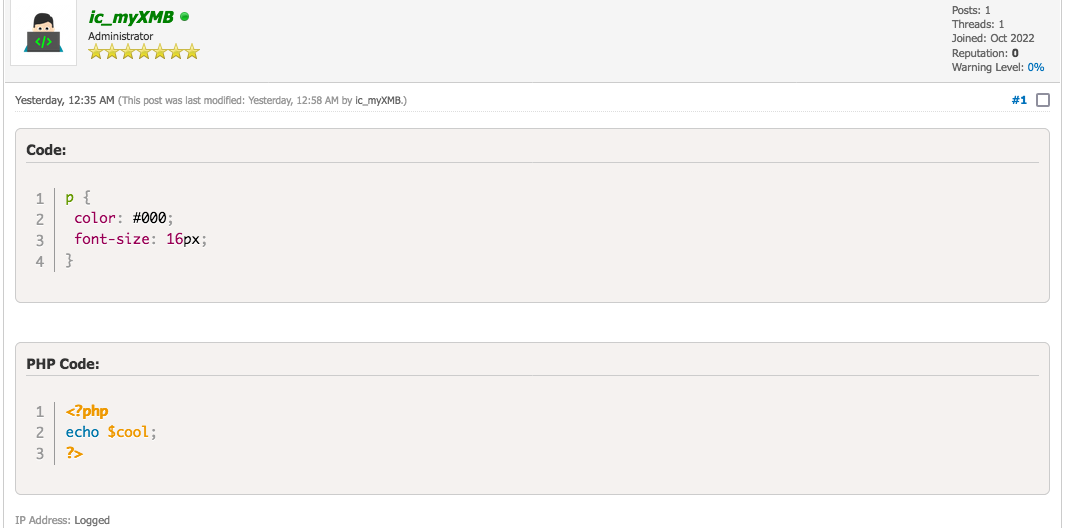 </>
ic_myXMB
Administrator
Posts: 1
Threads: 1
Joined: Oct 2022
Reputation: 0
Warning Level: 0%
Yesterday, 12:35 AM (This post was last modified: Yesterday, 12:58 AM by ic_myXMB.) #1
Code:
1 p {
2  color: #000;
3  font-size: 16px;
4 }
PHP Code:
1 <?php
2 echo $cool;
3 ?>
IP Address: Logged